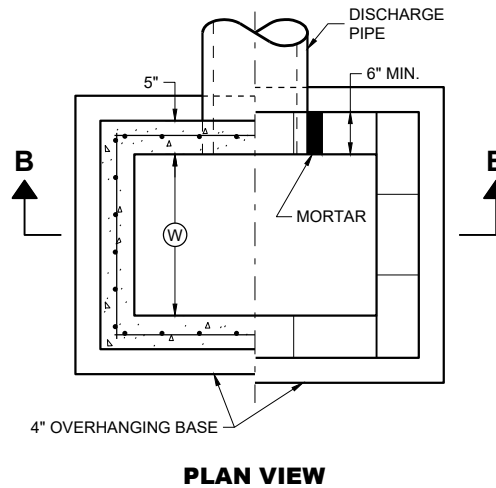 DISCHARGE
PIPE
5"
6" MIN.
B
B
W
MORTAR
4" OVERHANGING BASE
PLAN VIEW